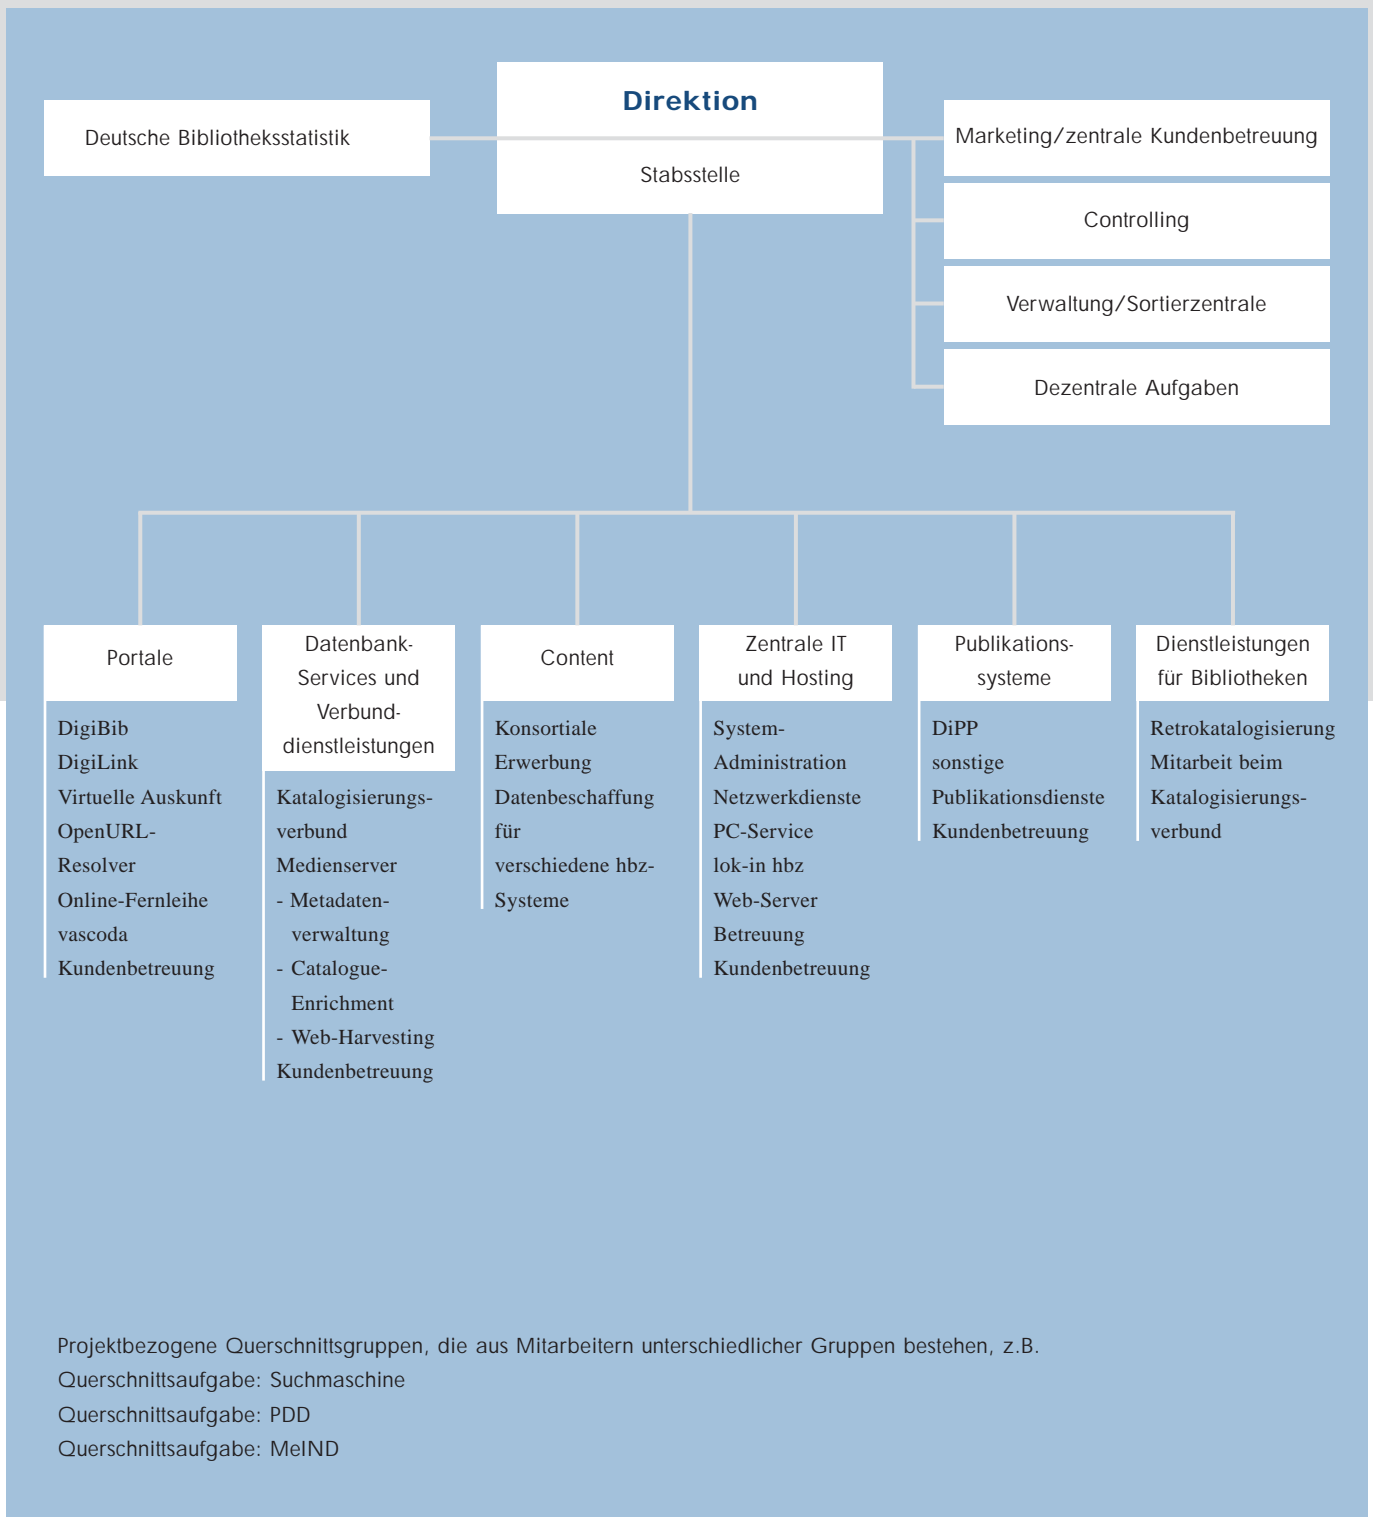 Direktion
Stabsstelle
Deutsche Bibliotheksstatistik
Marketing/zentrale Kundenbetreuung
Controlling
Verwaltung/Sortierzentrale
Dezentrale Aufgaben
Portale
DigiBib
DigiLink
Virtuelle Auskunft
OpenURL-
Resolver
Online-Fernleihe
vascoda
Kundenbetreuung
Datenbank-
Services und
Verbund-
dienstleistungen
Katalogisierungs-
verbund
Medienserver
- Metadaten-
verwaltung
- Catalogue-
Enrichment
- Web-Harvesting
Kundenbetreuung
Content
Konsortiale
Erwerbung
Datenbeschaffung
für
verschiedene hbz-
Systeme
Zentrale IT
und Hosting
System-
Administration
Netzwerkdienste
PC-Service
lok-in hbz
Web-Server
Betreuung
Kundenbetreuung
Publikations-
systeme
DiPP
sonstige
Publikationsdienste
Kundenbetreuung
Dienstleistungen
für Bibliotheken
Retrokatalogisierung
Mitarbeit beim
Katalogisierungs-
verbund
Projektbezogene Querschnittsgruppen, die aus Mitarbeitern unterschiedlicher Gruppen bestehen, z.B.
Querschnittsaufgabe: Suchmaschine
Querschnittsaufgabe: PDD
Querschnittsaufgabe: MeIND